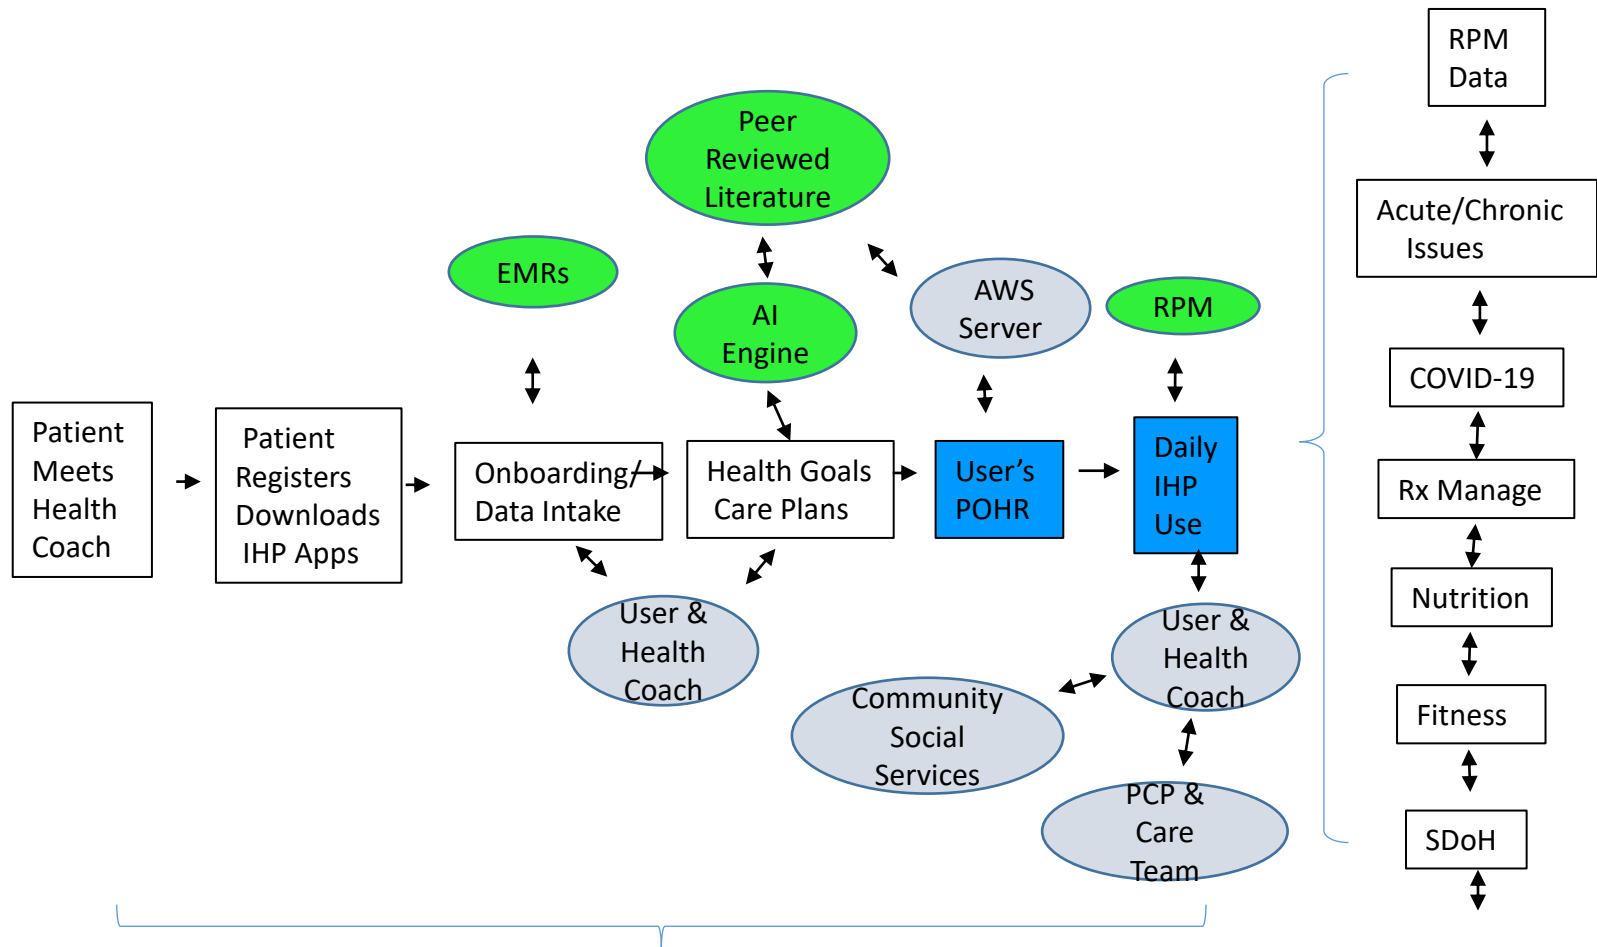 RPM
Data
Peer
Reviewed
Literature
Acute/Chronic
Issues
EMRs
AWS
Server
RPM
AI
Engine
COVID-19
Patient
Meets
Health
Coach
Patient
Registers
Downloads
IHP Apps
Onboarding/
Data Intake
Health Goals
Care Plans
User's
POHR
Daily
IHP
Use
Rx Manage
Nutrition
User &
Health
Coach
User &
Health
Coach
Community
Social
Services
Fitness
PCP &
Care
Team
SDoH